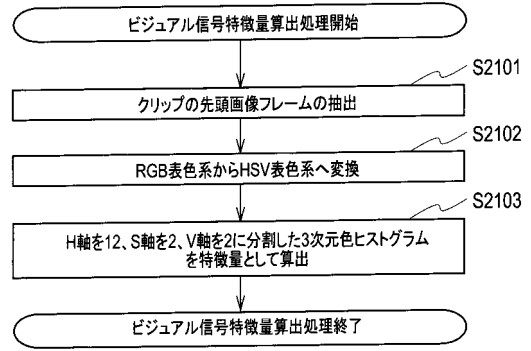 ビジュアル信号特徴量算出処理開始
S2101
クリップの先頭画像フレームの抽出
S2102
RGB表色系からHSV表色系へ変換
S2103
H軸を12、S軸を2、V軸を2に分割した3次元色ヒストグラム
を特徴量として算出
ビジュアル信号特徴量算出処理終了